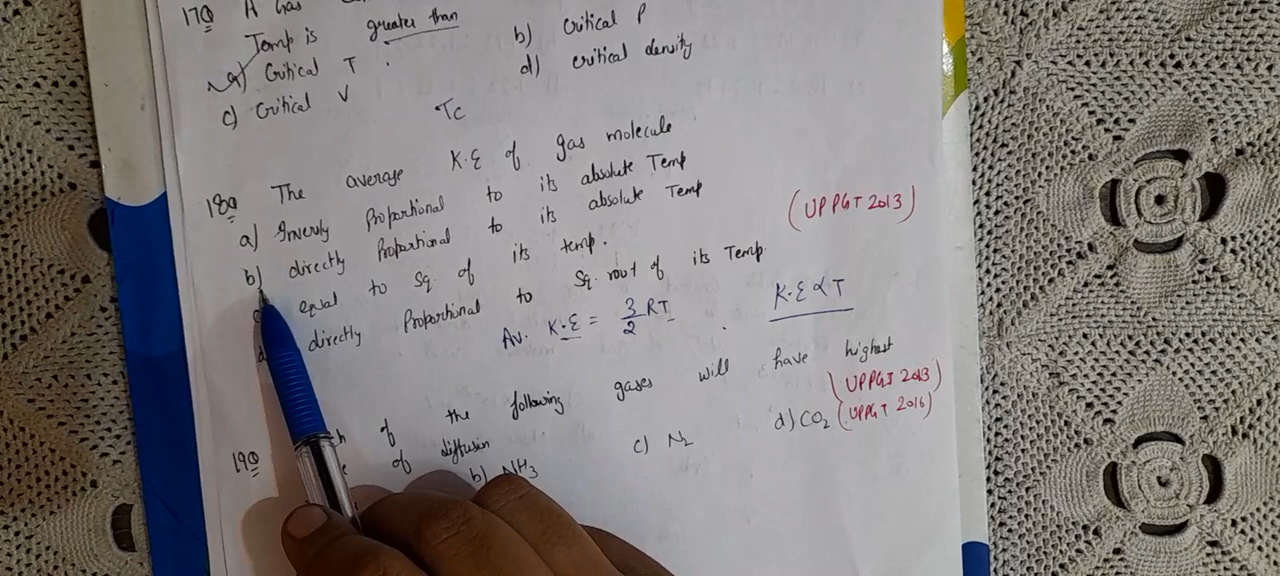 17Q A has
Temp is greater than
a) Critical T b) Critical P
c) Critical V d) critical density
Tc
18Q The average K.E of gas molecule
a) Inversly Proportional to its absolute Temp
b) directly Proportional to its absolute Temp
equal to Sq. of its temp. (UPPGT 2013)
directly Proportional to Sq. root of its Temp.
Av. K.E = 3/2 RT K.E ∝ T
19Q of the following gases will have highest
of diffusion (UPPGT 2013)
b) NH3 c) N2 d) CO2 (UPPGT 2016)